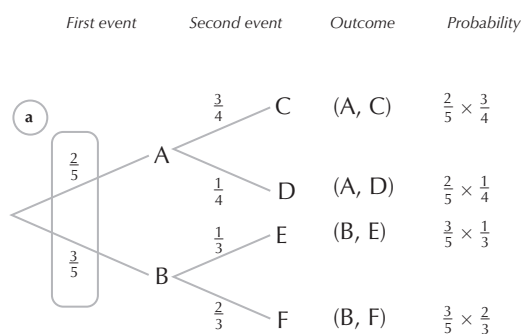 First event Second event Outcome Probability
a
3/4 C (A, C) 2/5 × 3/4
2/5 A
1/4 D (A, D) 2/5 × 1/4
1/3 E (B, E) 3/5 × 1/3
3/5 B
2/3 F (B, F) 3/5 × 2/3